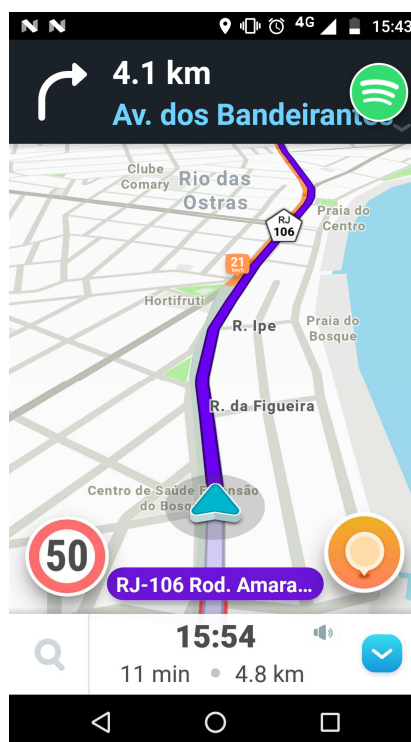 4G
15:43
4.1 km
Av. dos Bandeirantes
Clube
Comary
Rio das
Ostras
Praia do
Centro
RJ
106
21
km/h
Hortifruti
R. Ipe
Praia do
Bosque
R. da Figueira
Centro de Saúde E nsão
do Bosq
50
RJ-106 Rod. Amara...
15:54
11 min • 4.8 km